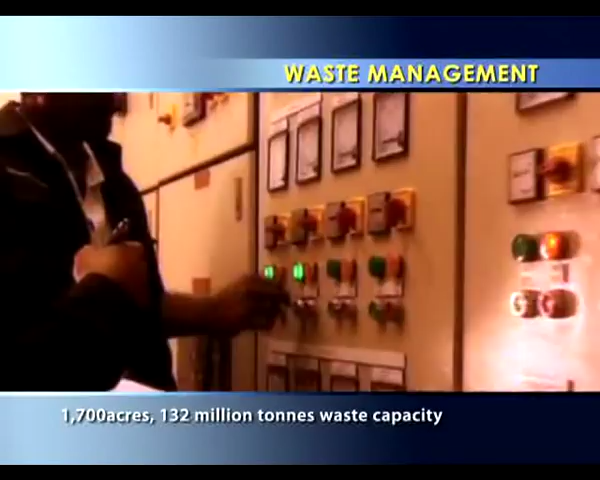 WASTE MANAGEMENT
1,700acres, 132 million tonnes waste capacity